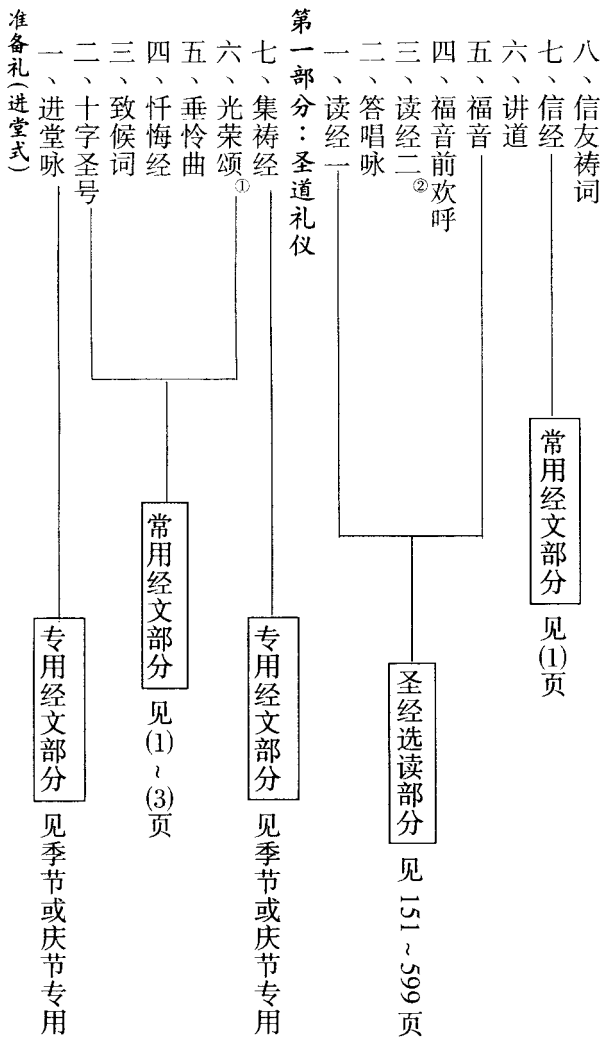 准备礼(进堂式)
一、进堂咏 专用经文部分 见季节或庆节专用
二、十字圣号
三、致候词
四、忏悔经
常用经文部分 见(1)~(3)页
五、垂怜曲
六、光荣颂①
七、集祷经 专用经文部分 见季节或庆节专用
第一部分：圣道礼仪
一、读经一
二、答唱咏
三、读经二
圣经选读部分 见 151~599页
四、福音前欢呼②
五、福音
六、讲道
七、信经 常用经文部分 见(1)页
八、信友祷词